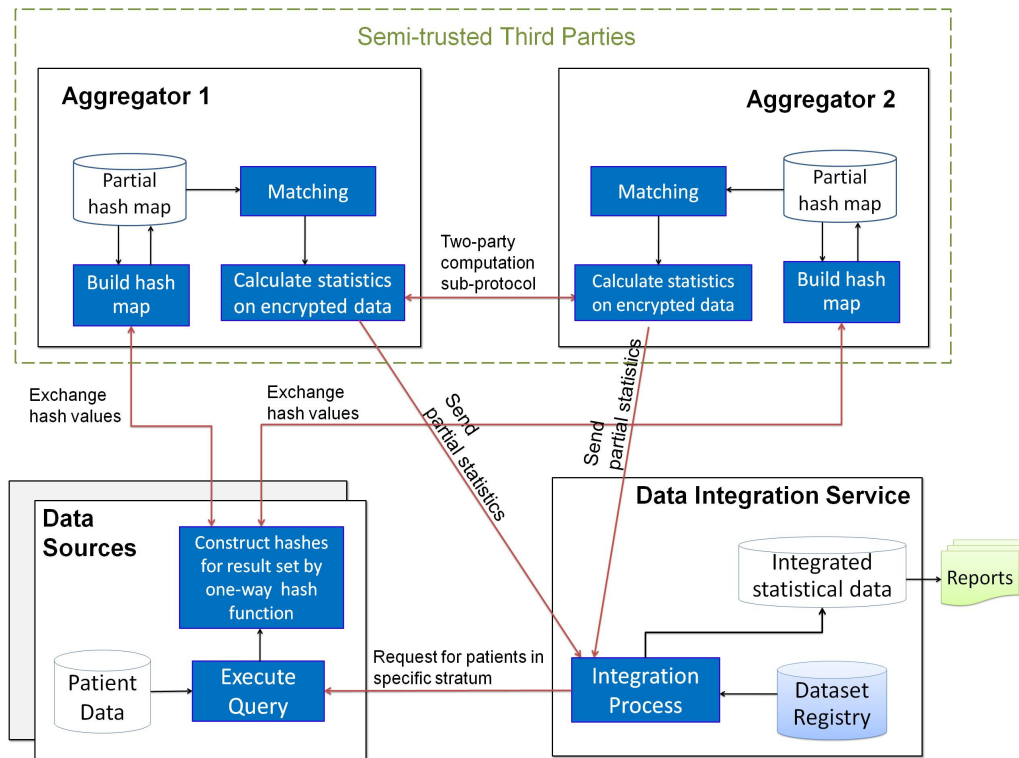 Semi-trusted Third Parties
Aggregator 1
Partial
hash map
Matching
Build hash
map
Calculate statistics
on encrypted data
Two-party
computation
sub-protocol
Aggregator 2
Matching
Partial
hash map
Calculate statistics
on encrypted data
Build hash
map
Exchange
hash values
Exchange
hash values
Send
partial statistics
Send
partial statistics
Data
Sources
Construct hashes
for result set by
one-way hash
function
Patient
Data
Execute
Query
Request for patients in
specific stratum
Data Integration Service
Integrated
statistical data
Reports
Integration
Process
Dataset
Registry